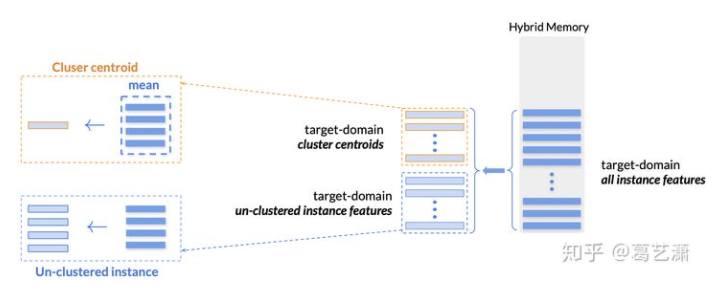 Hybrid Memory
Cluser centroid
mean
target-domain
cluster centroids
target-domain
un-clustered instance features
target-domain
all instance features
Un-clustered instance
知乎 @葛艺潇